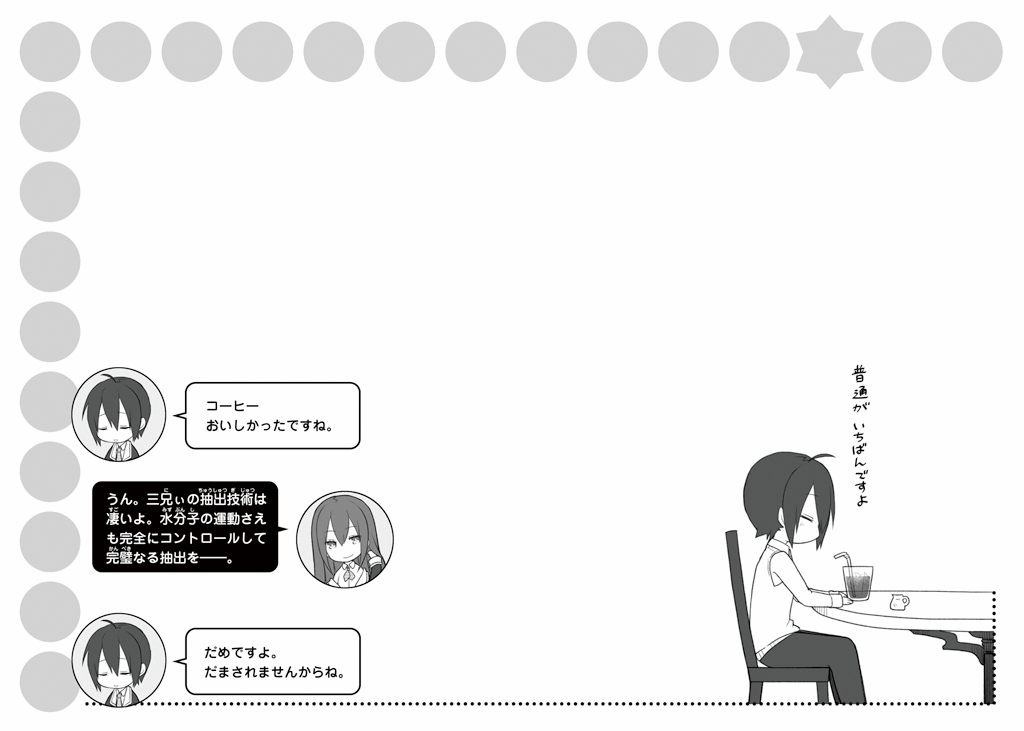 コーヒー
おいしかったですね。
うん。三兄ぃの抽出技術は
凄いよ。水分子の運動さえ
も完全にコントロールして
完璧なる抽出を――。
だめですよ。
だまされませんからね。
普通が いちばんですよ